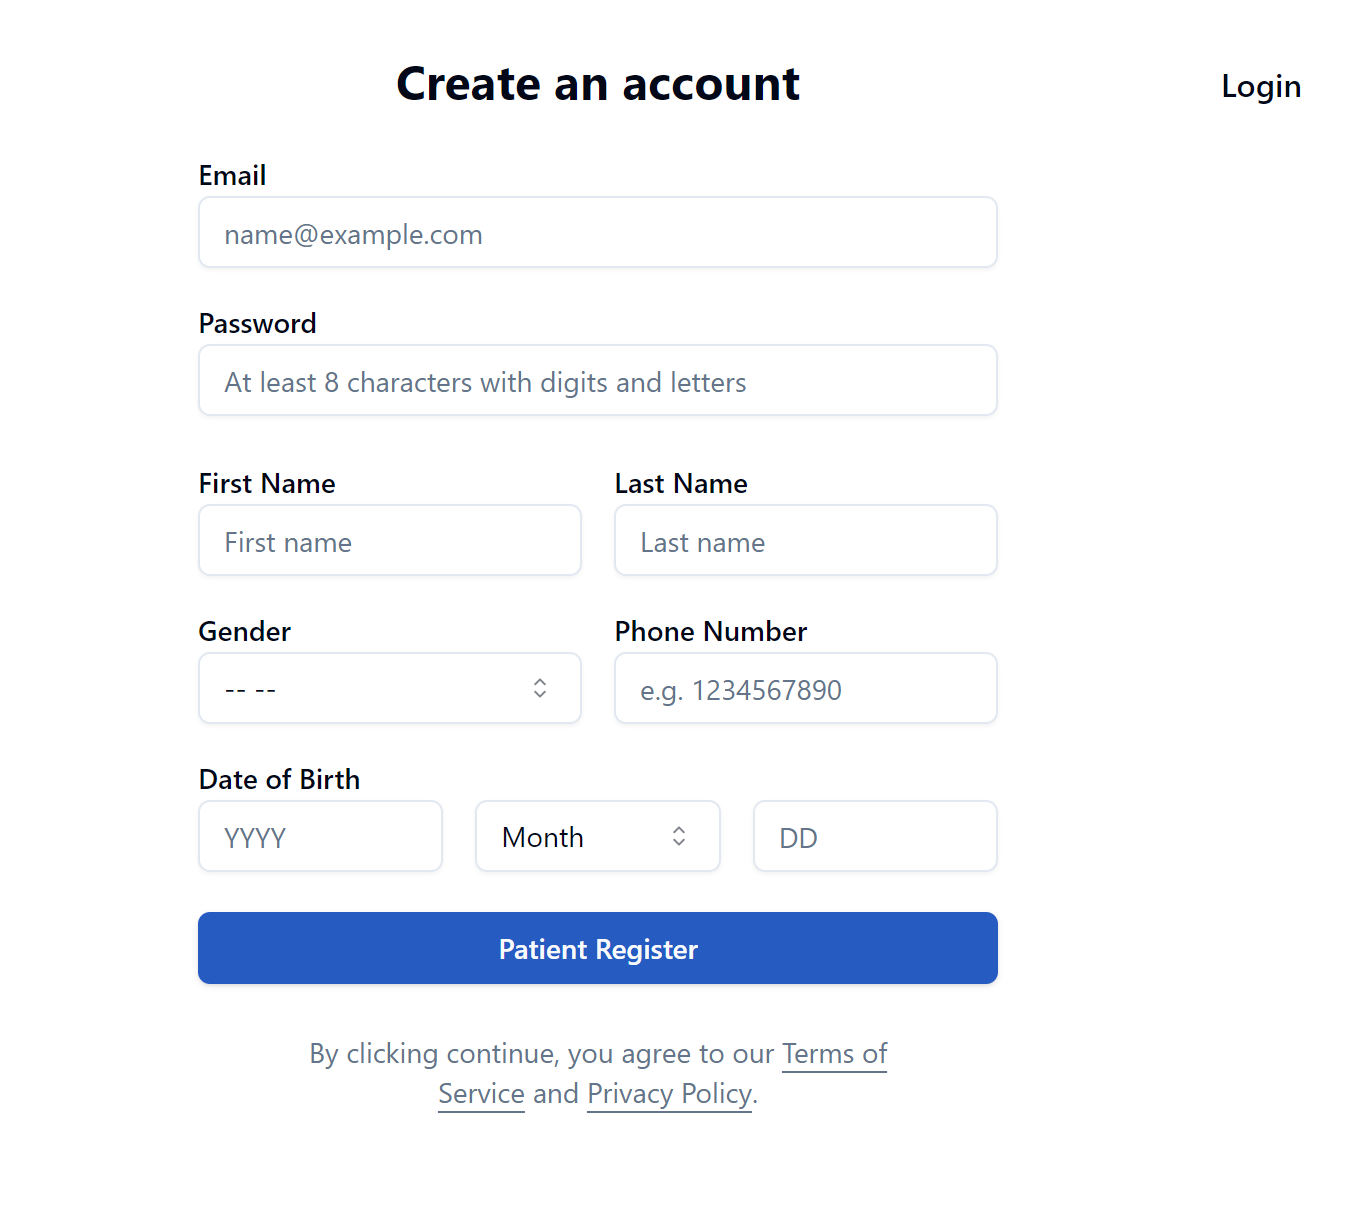 Create an account
Login
Email
name@example.com
Password
At least 8 characters with digits and letters
First Name
Last Name
First name
Last name
Gender
Phone Number
-- --
e.g. 1234567890
Date of Birth
YYYY
Month
DD
Patient Register
By clicking continue, you agree to our Terms of
Service and Privacy Policy.